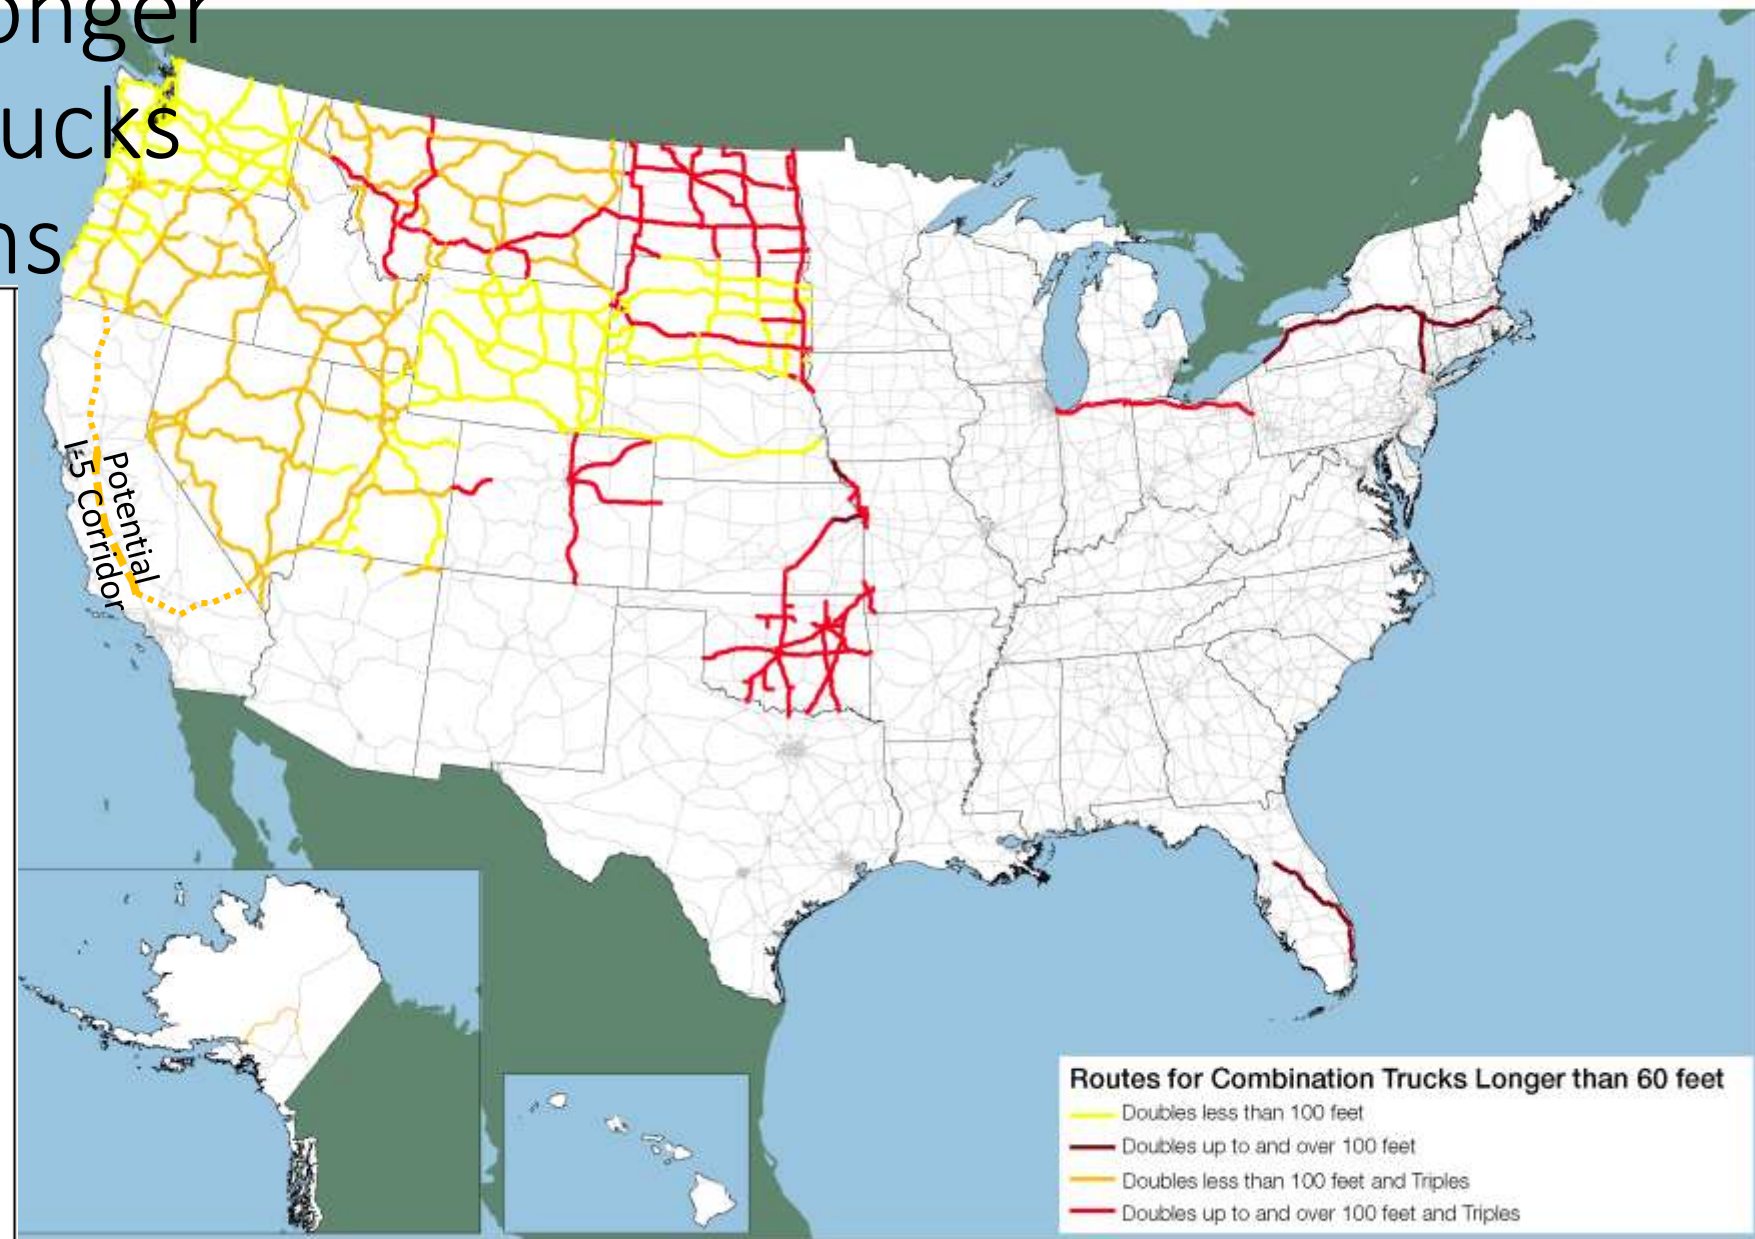 onger
ucks
ns
Potential
I-5 Corridor
Routes for Combination Trucks Longer than 60 feet
Doubles less than 100 feet
Doubles up to and over 100 feet
Doubles less than 100 feet and Triples
Doubles up to and over 100 feet and Triples